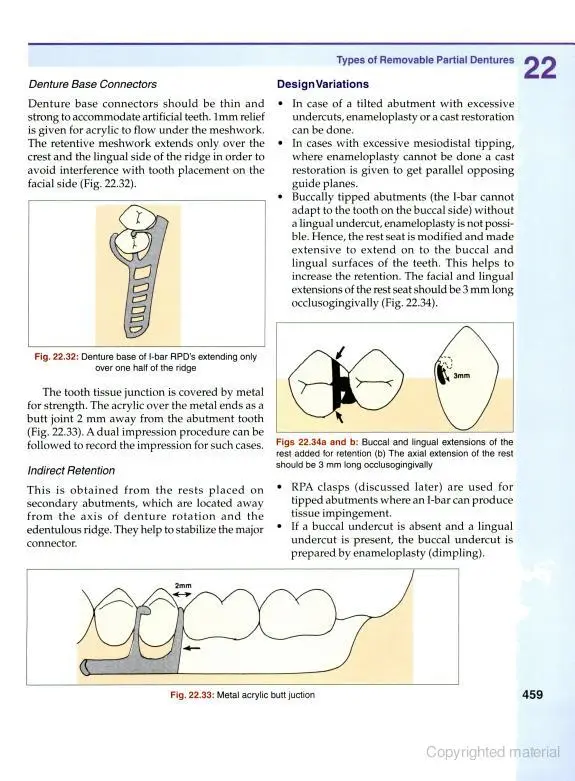 Types of Removable Partial Dentures
22
Denture Base Connectors
Denture base connectors should be thin and
strong to accommodate artificial teeth. 1mm relief
is given for acrylic to flow under the meshwork.
The retentive meshwork extends only over the
crest and the lingual side of the ridge in order to
avoid interference with tooth placement on the
facial side (Fig. 22.32).
Fig. 22.32: Denture base of I-bar RPD's extending only
over one half of the ridge
The tooth tissue junction is covered by metal
for strength. The acrylic over the metal ends as a
butt joint 2 mm away from the abutment tooth
(Fig. 22.33). A dual impression procedure can be
followed to record the impression for such cases.
Indirect Retention
This is obtained from the rests placed on
secondary abutments, which are located away
from the axis of denture rotation and the
edentulous ridge. They help to stabilize the major
connector.
Design Variations
• In case of a tilted abutment with excessive
undercuts, enameloplasty or a cast restoration
can be done.
• In cases with excessive mesiodistal tipping,
where enameloplasty cannot be done a cast
restoration is given to get parallel opposing
guide planes.
• Buccally tipped abutments (the I-bar cannot
adapt to the tooth on the buccal side) without
a lingual undercut, enameloplasty is not possi-
ble. Hence, the rest seat is modified and made
extensive to extend on to the buccal and
lingual surfaces of the teeth. This helps to
increase the retention. The facial and lingual
extensions of the rest seat should be 3 mm long
occlusogingivally (Fig. 22.34).
3mm
Figs 22.34a and b: Buccal and lingual extensions of the
rest added for retention (b) The axial extension of the rest
should be 3 mm long occlusogingivally
• RPA clasps (discussed later) are used for
tipped abutments where an I-bar can produce
tissue impingement.
• If a buccal undercut is absent and a lingual
undercut is present, the buccal undercut is
prepared by enameloplasty (dimpling).
2mm
Fig. 22.33: Metal acrylic butt juction
459
Copyrighted material